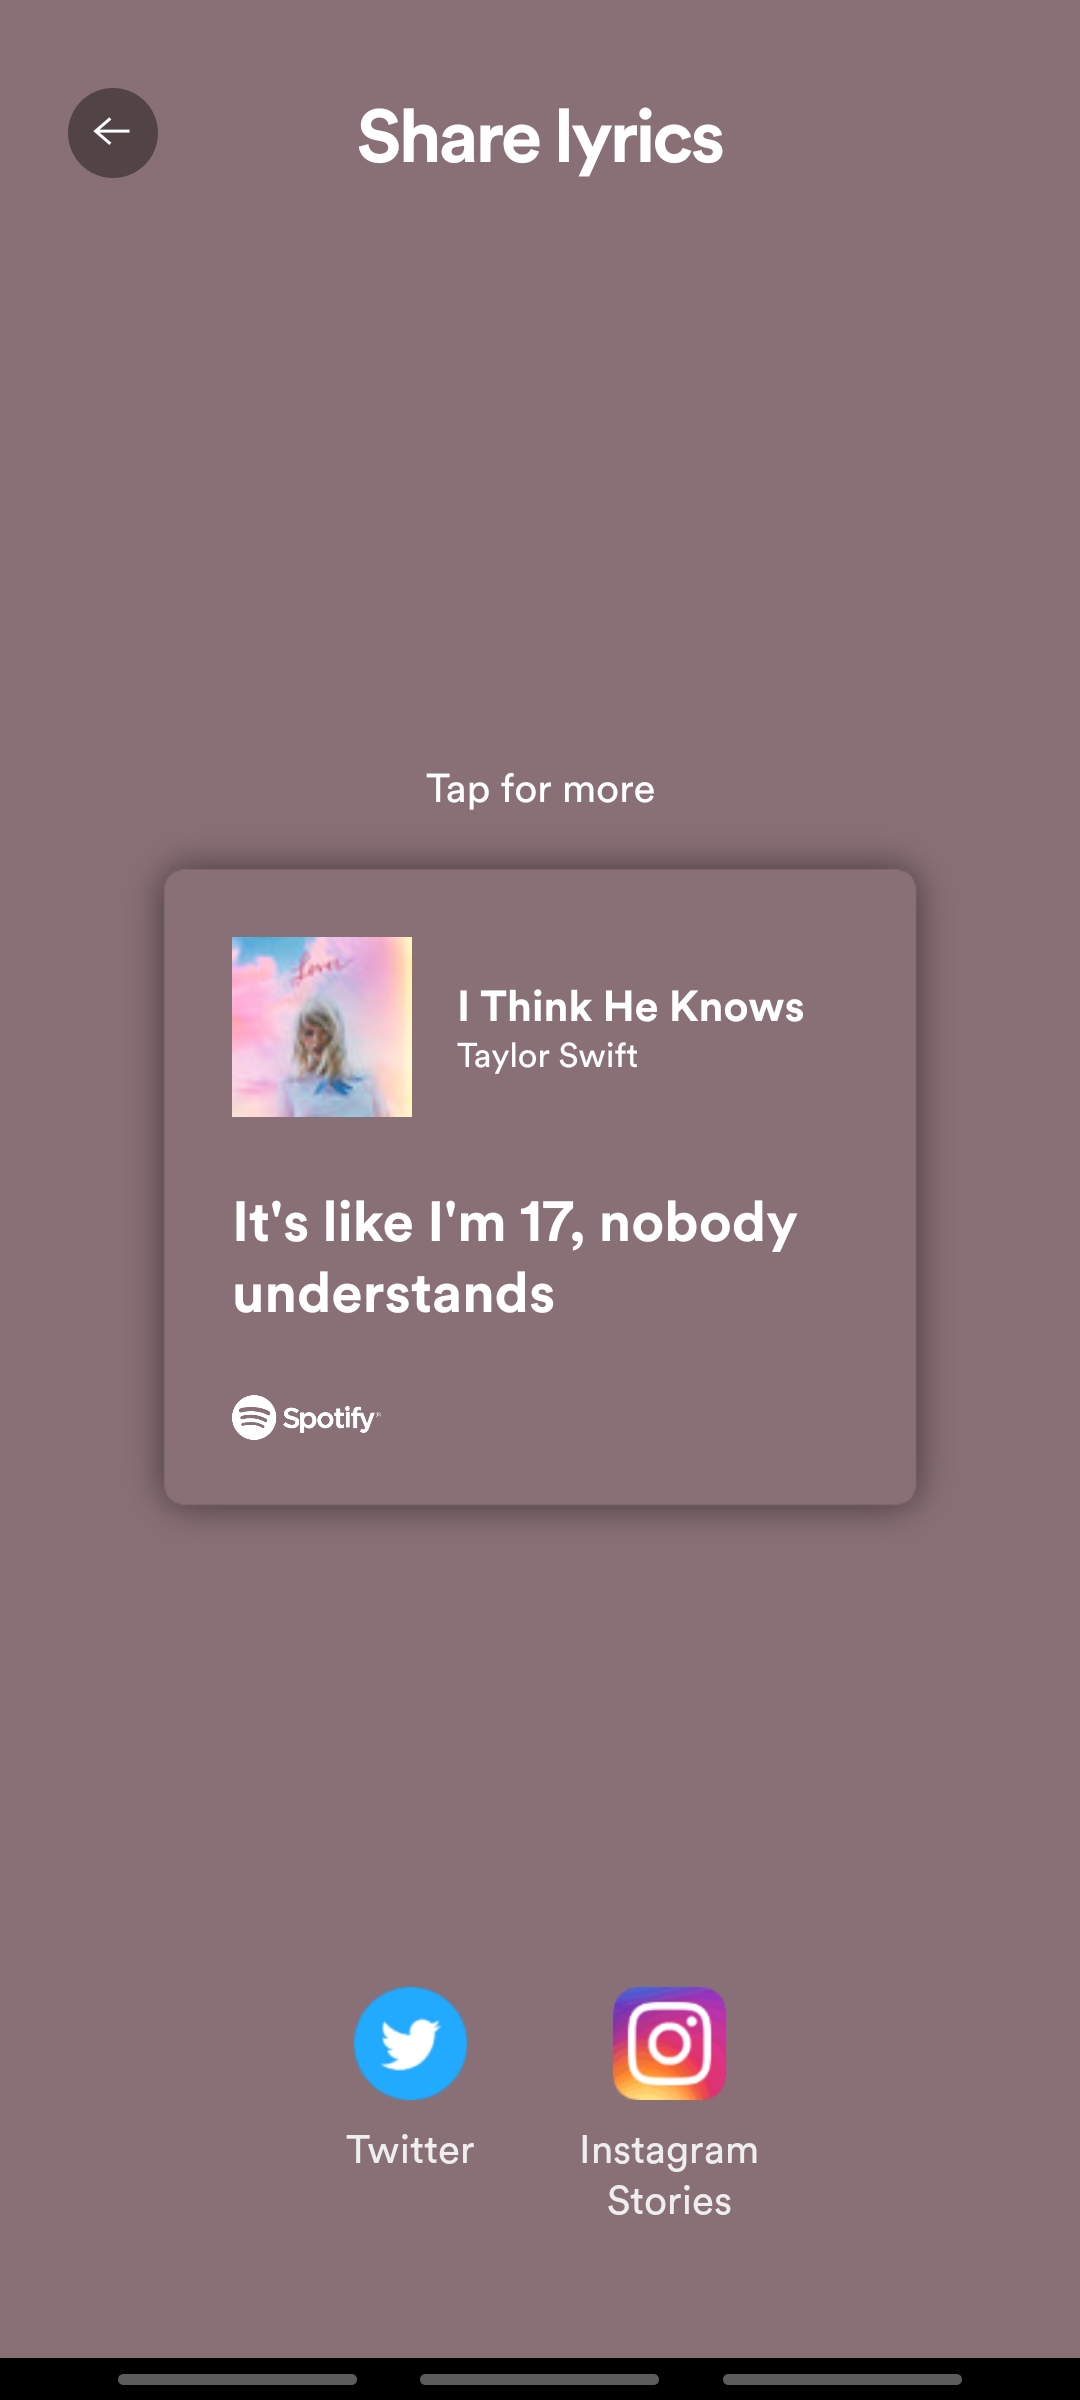 Share lyrics
Tap for more
Lover
I Think He Knows
Taylor Swift
It's like I'm 17, nobody
understands
Spotify
Twitter
Instagram
Stories